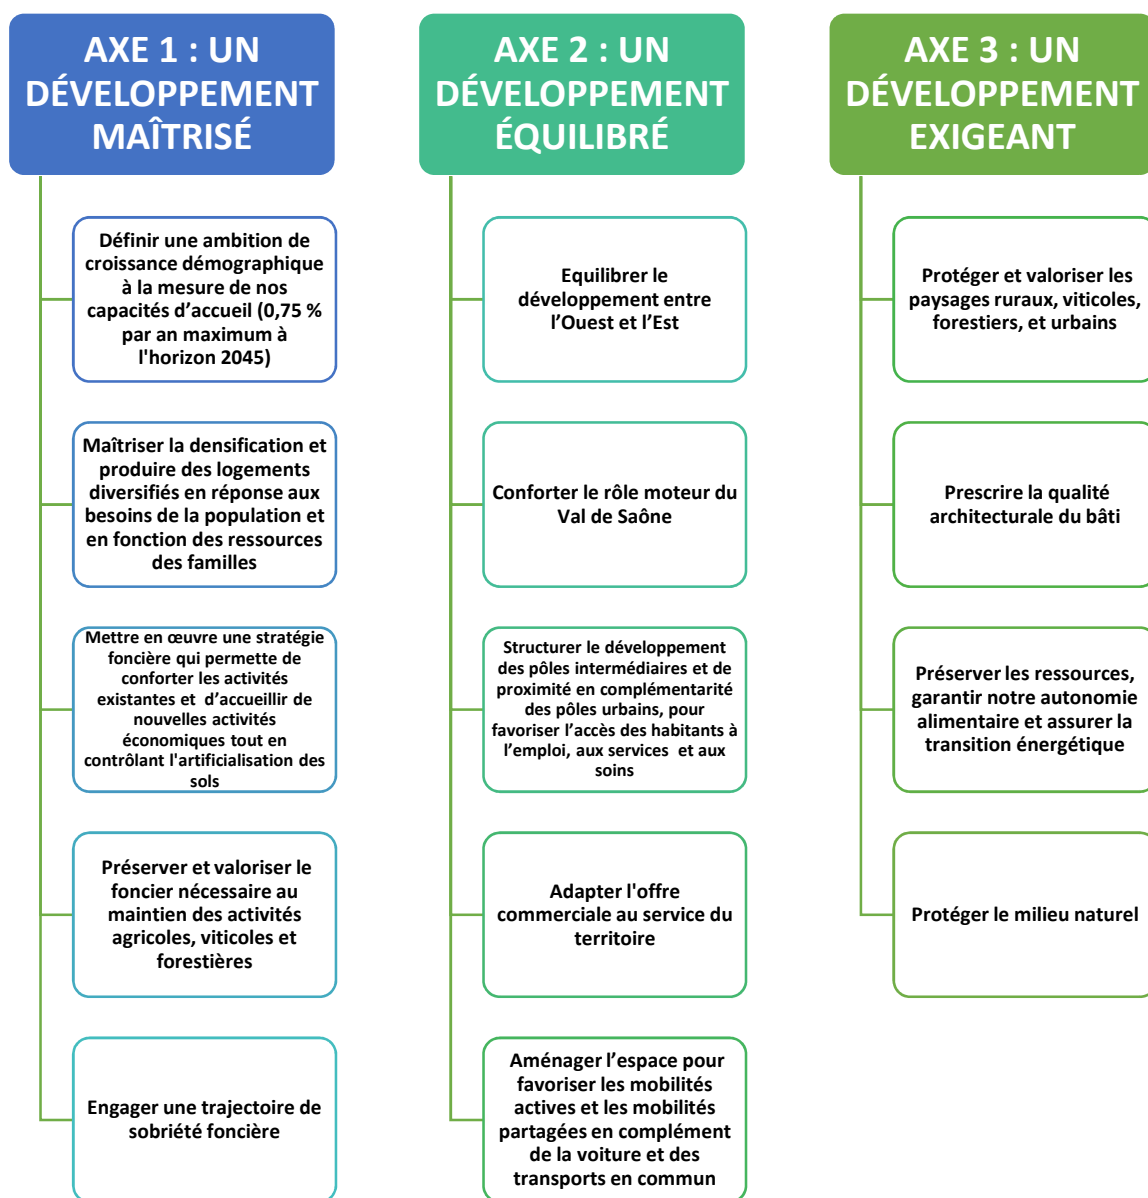 AXE 1 : UN
DÉVELOPPEMENT
MAÎTRISÉ
Définir une ambition de
croissance démographique
à la mesure de nos
capacités d’accueil (0,75 %
par an maximum à
l'horizon 2045)
Maîtriser la densification et
produire des logements
diversifiés en réponse aux
besoins de la population et
en fonction des ressources
des familles
Mettre en œuvre une stratégie
foncière qui permette de
conforter les activités
existantes et d’accueillir de
nouvelles activités
économiques tout en
contrôlant l'artificialisation des
sols
Préserver et valoriser le
foncier nécessaire au
maintien des activités
agricoles, viticoles et
forestières
Engager une trajectoire de
sobriété foncière
AXE 2 : UN
DÉVELOPPEMENT
ÉQUILIBRÉ
Equilibrer le
développement entre
l’Ouest et l’Est
Conforter le rôle moteur du
Val de Saône
Structurer le développement
des pôles intermédiaires et de
proximité en complémentarité
des pôles urbains, pour
favoriser l’accès des habitants à
l’emploi, aux services et aux
soins
Adapter l'offre
commerciale au service du
territoire
Aménager l’espace pour
favoriser les mobilités
actives et les mobilités
partagées en complément
de la voiture et des
transports en commun
AXE 3 : UN
DÉVELOPPEMENT
EXIGEANT
Protéger et valoriser les
paysages ruraux, viticoles,
forestiers, et urbains
Prescrire la qualité
architecturale du bâti
Préserver les ressources,
garantir notre autonomie
alimentaire et assurer la
transition énergétique
Protéger le milieu naturel